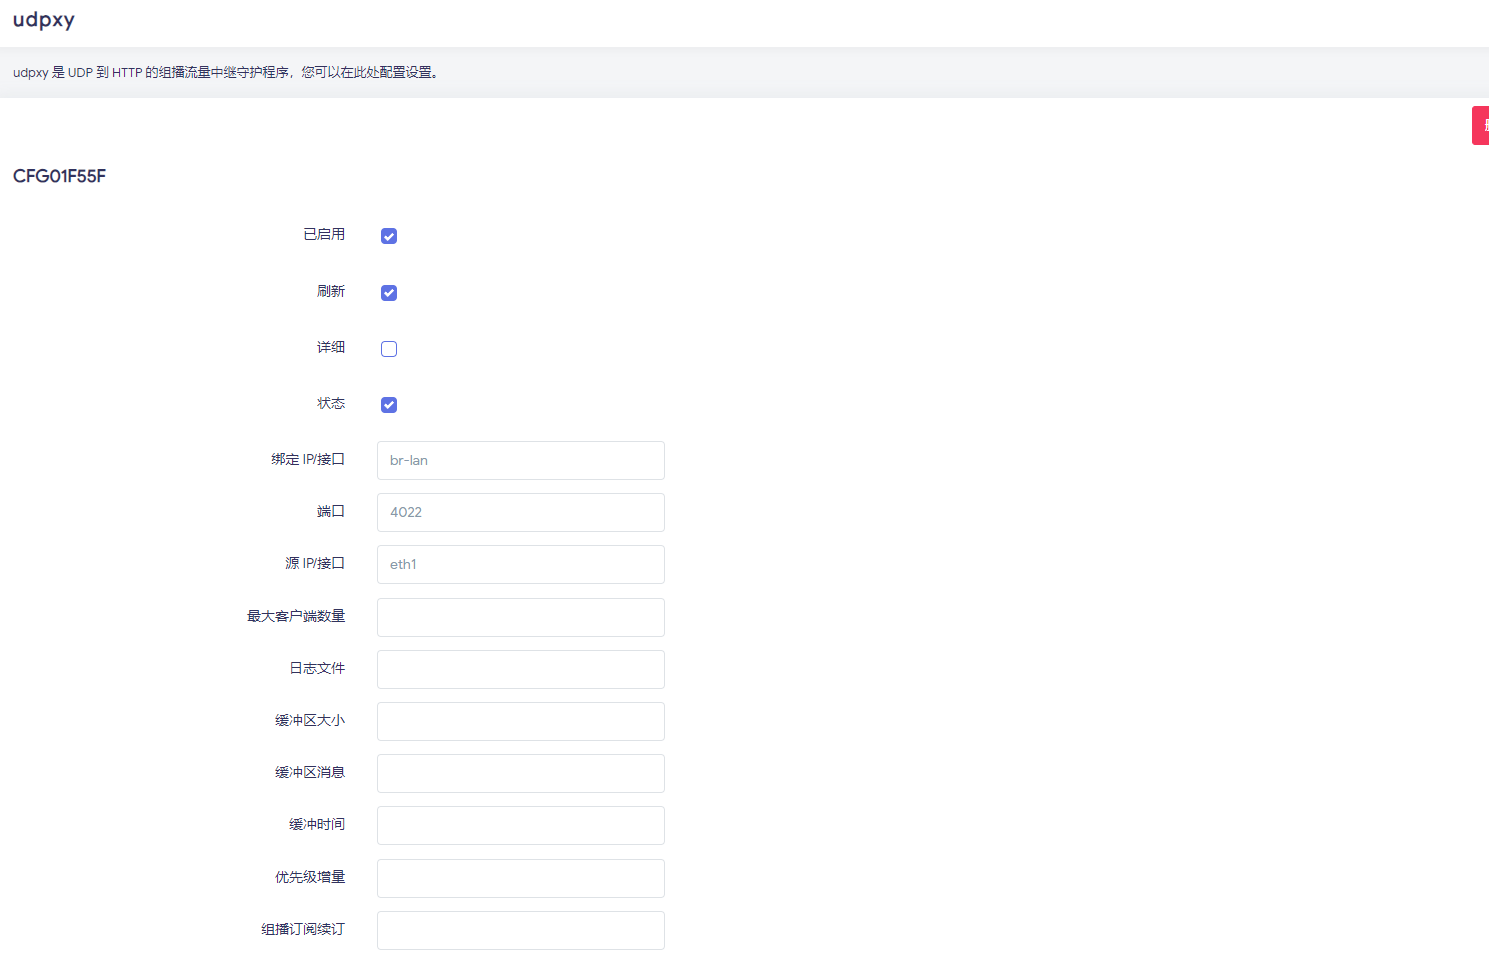 udpxy
udpxy 是 UDP 到 HTTP 的组播流量中继守护程序，您可以在此处配置设置。
CFG01F55F
已启用
刷新
详细
状态
绑定 IP/接口 br-lan
端口 4022
源 IP/接口 eth1
最大客户端数量
日志文件
缓冲区大小
缓冲区消息
缓冲时间
优先级增量
组播订阅续订